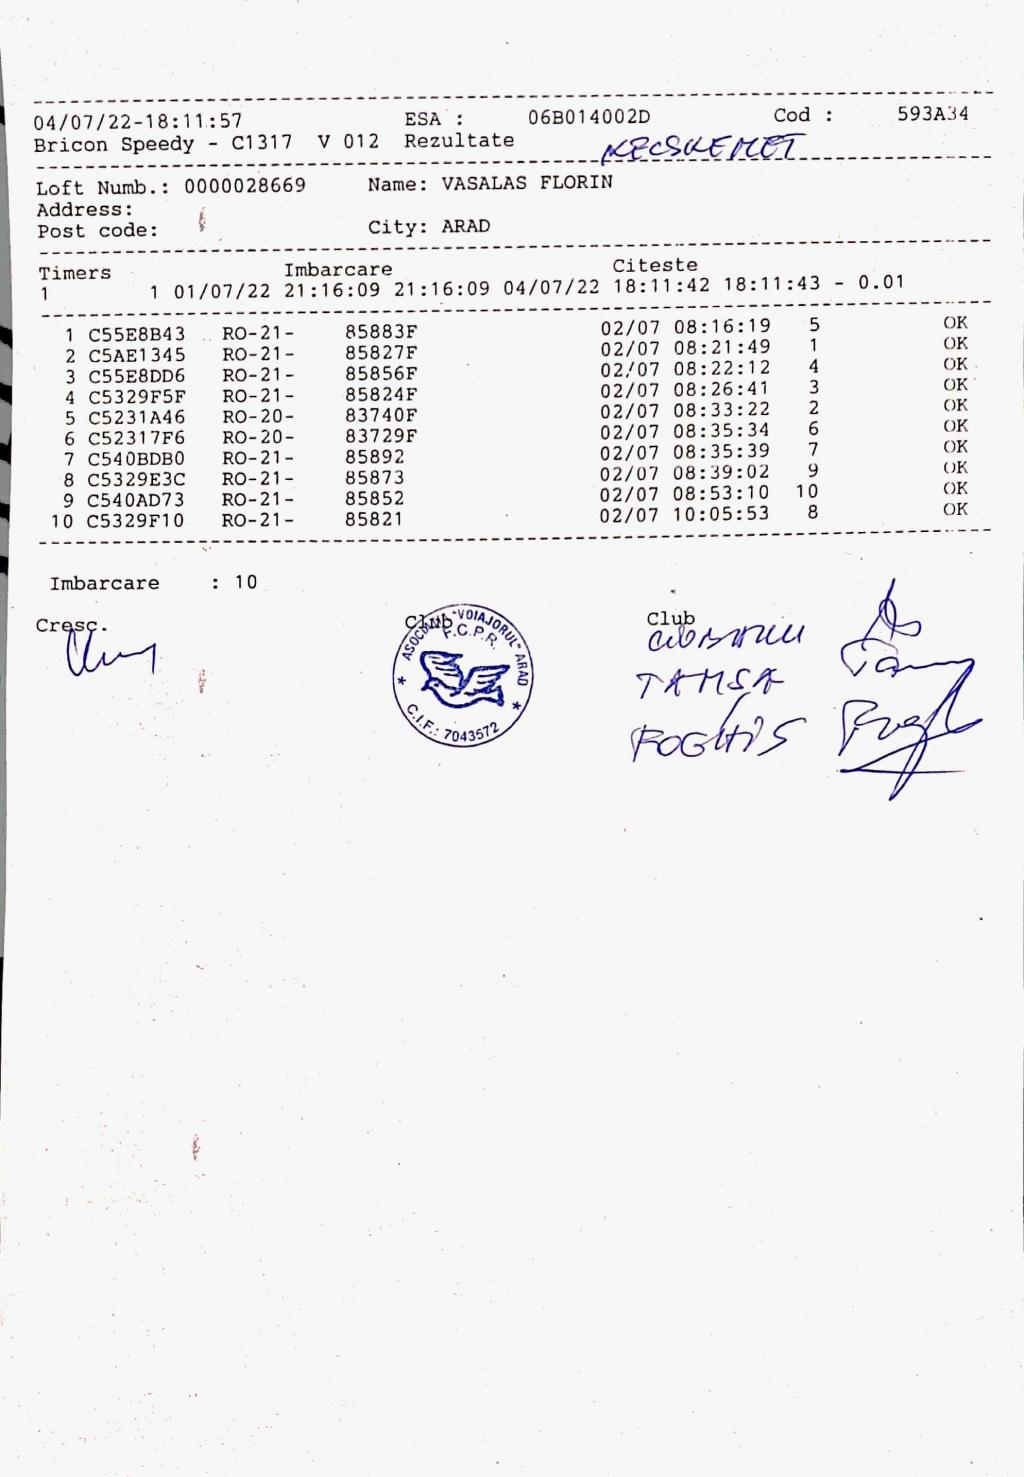 04/07/22-18:11:57 ESA : 06B014002D Cod : 593A34
Bricon Speedy - C1317 V 012 Rezultate KECSKEMET
Loft Numb.: 0000028669 Name: VASALAS FLORIN
Address:
Post code: City: ARAD
Timers Imbarcare Citeste
1 1 01/07/22 21:16:09 21:16:09 04/07/22 18:11:42 18:11:43 - 0.01
1 C55E8B43 RO-21- 85883F 02/07 08:16:19 5 OK
2 C5AE1345 RO-21- 85827F 02/07 08:21:49 1 OK
3 C55E8DD6 RO-21- 85856F 02/07 08:22:12 4 OK
4 C5329F5F RO-21- 85824F 02/07 08:26:41 3 OK
5 C5231A46 RO-20- 83740F 02/07 08:33:22 2 OK
6 C52317F6 RO-20- 83729F 02/07 08:35:34 6 OK
7 C540BDB0 RO-21- 85892 02/07 08:35:39 7 OK
8 C5329E3C RO-21- 85873 02/07 08:39:02 9 OK
9 C540AD73 RO-21- 85852 02/07 08:53:10 10 OK
10 C5329F10 RO-21- 85821 02/07 10:05:53 8 OK
Imbarcare : 10
Cresc. Club Club
"VOIAJORUL" ARAD
F.C.P.R.
C.I.F.: 7043572
TAMSA
FOGHIS